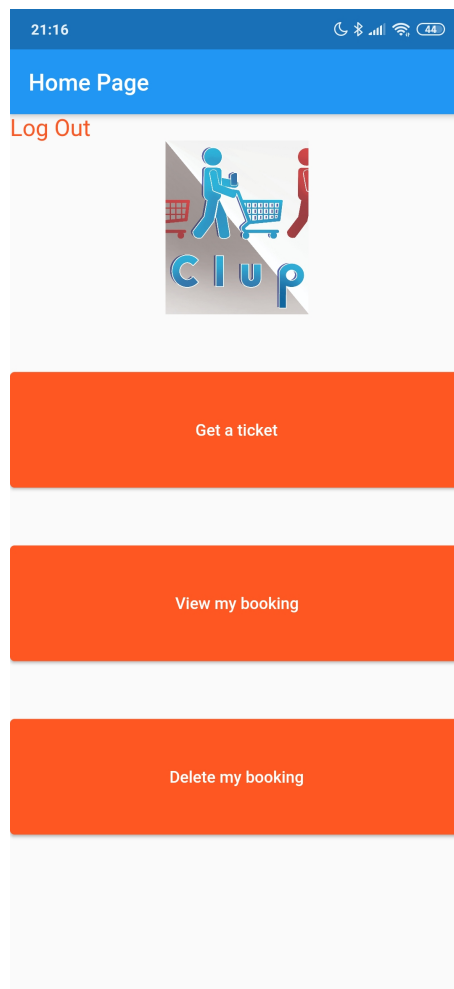 21:16
44
Home Page
Log Out
Clup
Get a ticket
View my booking
Delete my booking